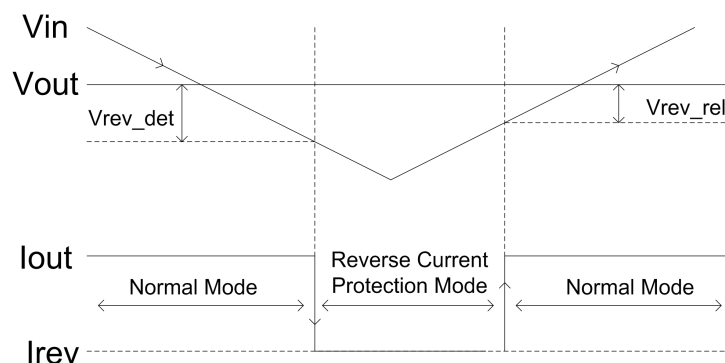 Vin
Vout
Vrev_det
Vrev_rel
Iout
Reverse Current
Protection Mode
Normal Mode
Normal Mode
Irev